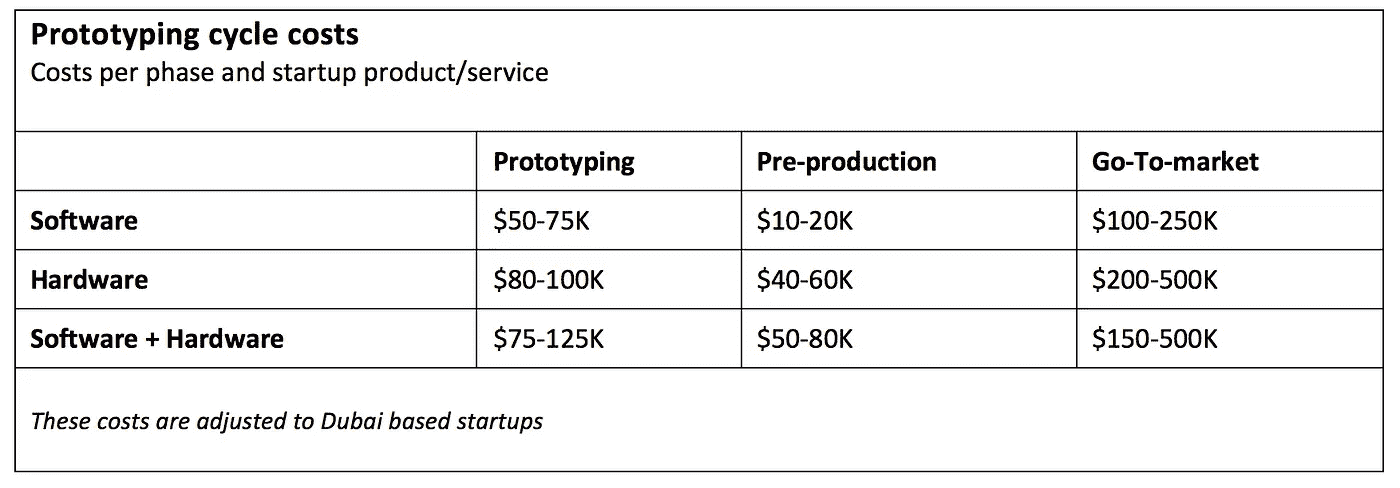 Prototyping cycle costs
Costs per phase and startup product/service
Prototyping Pre-production Go-To-market
Software $50-75K $10-20K $100-250K
Hardware $80-100K $40-60K $200-500K
Software + Hardware $75-125K $50-80K $150-500K
These costs are adjusted to Dubai based startups